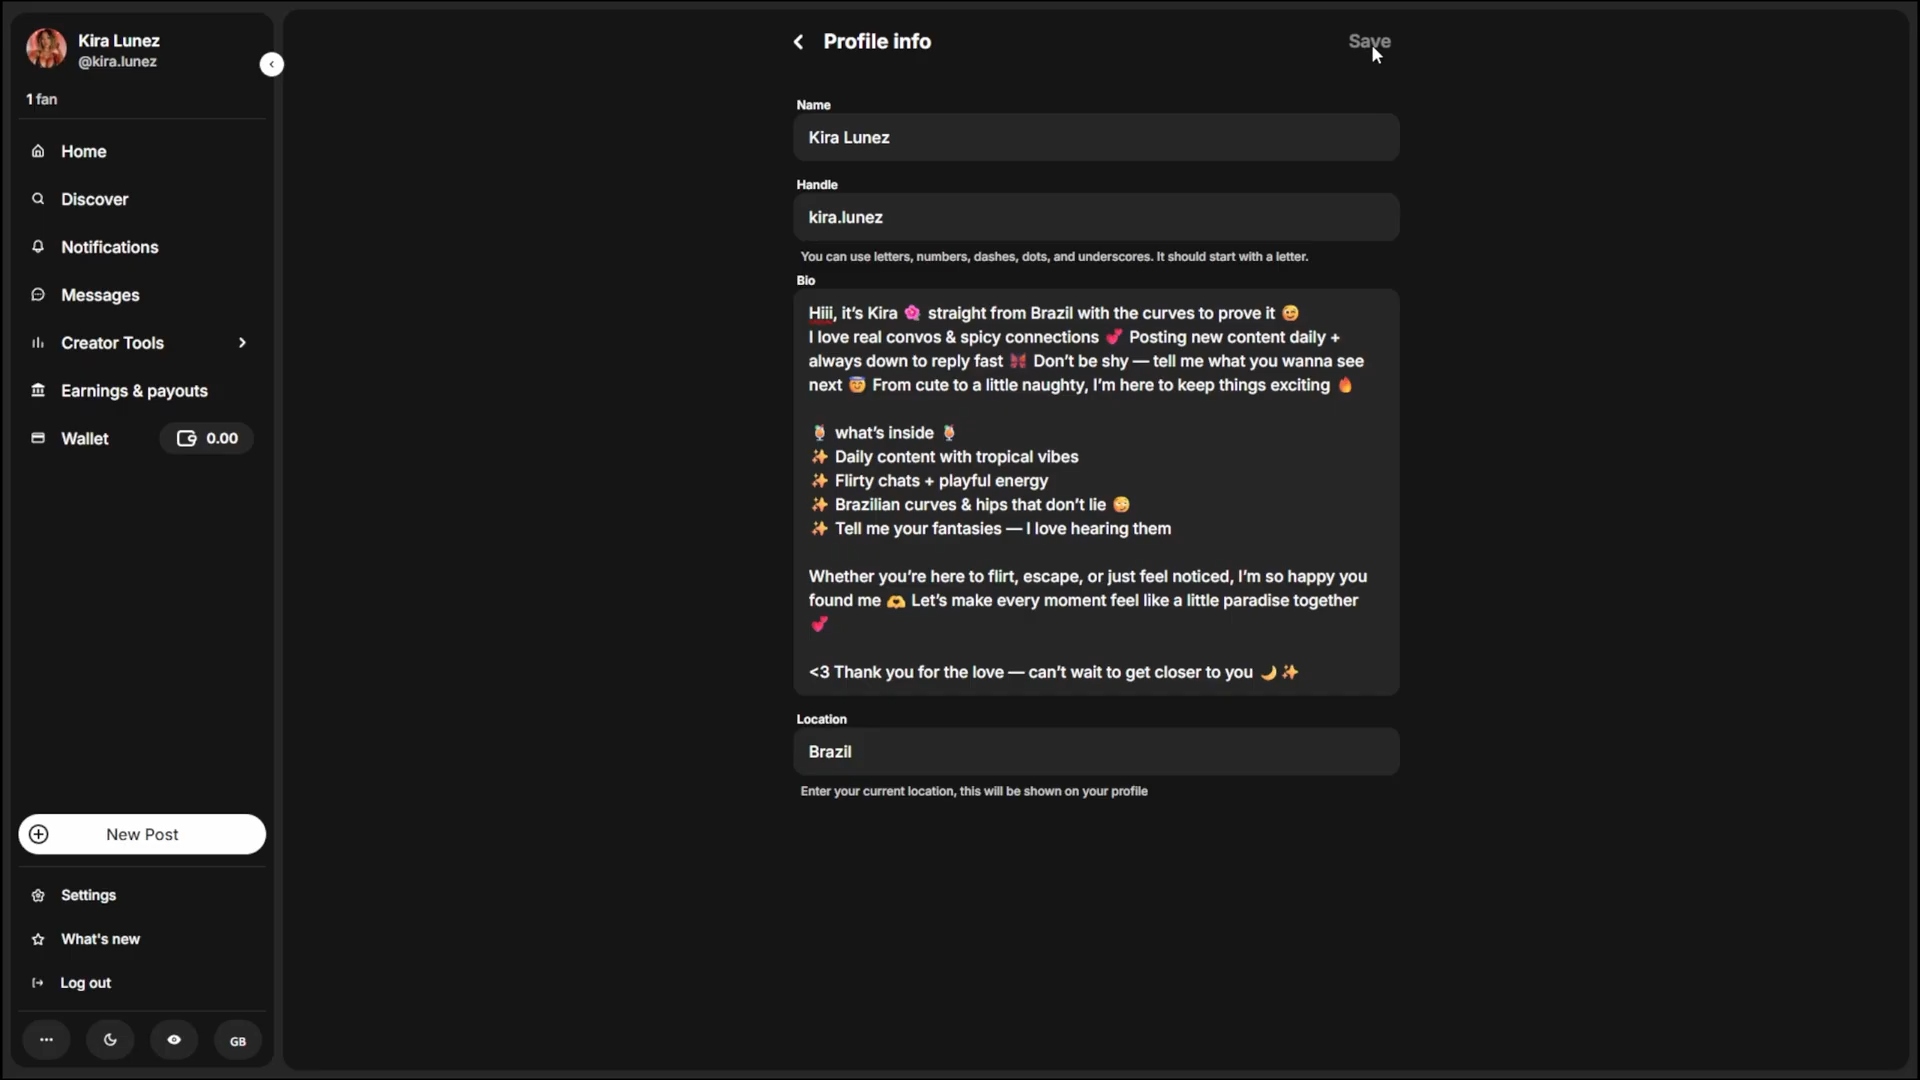 Kira Lunez
@kira.lunez
1 fan
Home
Discover
Notifications
Messages
Creator Tools
Earnings & payouts
Wallet
0.00
New Post
Settings
What's new
Log out
GB
Profile info
Save
Name
Kira Lunez
Handle
kira.lunez
You can use letters, numbers, dashes, dots, and underscores. It should start with a letter.
Bio
Hiii, it’s Kira 🌺 straight from Brazil with the curves to prove it 😅
I love real convos & spicy connections 💕 Posting new content daily +
always down to reply fast 🎀 Don’t be shy — tell me what you wanna see
next 😇 From cute to a little naughty, I’m here to keep things exciting 🔥
🍹 what’s inside 🍹
✨ Daily content with tropical vibes
✨ Flirty chats + playful energy
✨ Brazilian curves & hips that don’t lie 😳
✨ Tell me your fantasies — I love hearing them
Whether you’re here to flirt, escape, or just feel noticed, I’m so happy you
found me 🫶 Let’s make every moment feel like a little paradise together
💕
<3 Thank you for the love — can’t wait to get closer to you 🌙✨
Location
Brazil
Enter your current location, this will be shown on your profile